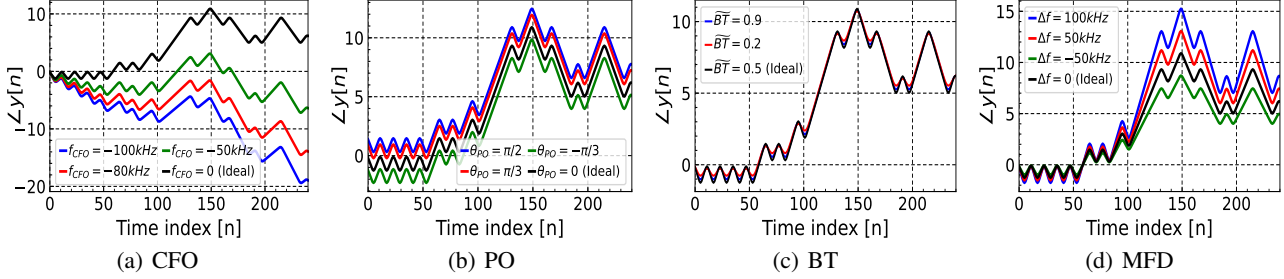 ∠y[n]
10
0
−10
−20
f_CFO = −100kHz
f_CFO = −80kHz
f_CFO = −50kHz
f_CFO = 0 (Ideal)
0 50 100 150 200
Time index [n]
(a) CFO
∠y[n]
10
5
0
θ_PO = π/2
θ_PO = π/3
θ_PO = −π/3
θ_PO = 0 (Ideal)
0 50 100 150 200
Time index [n]
(b) PO
∠y[n]
10
5
0
B̃T̃ = 0.9
B̃T̃ = 0.2
B̃T̃ = 0.5 (Ideal)
0 50 100 150 200
Time index [n]
(c) BT
∠y[n]
15
10
5
0
Δf = 100kHz
Δf = 50kHz
Δf = −50kHz
Δf = 0 (Ideal)
0 50 100 150 200
Time index [n]
(d) MFD